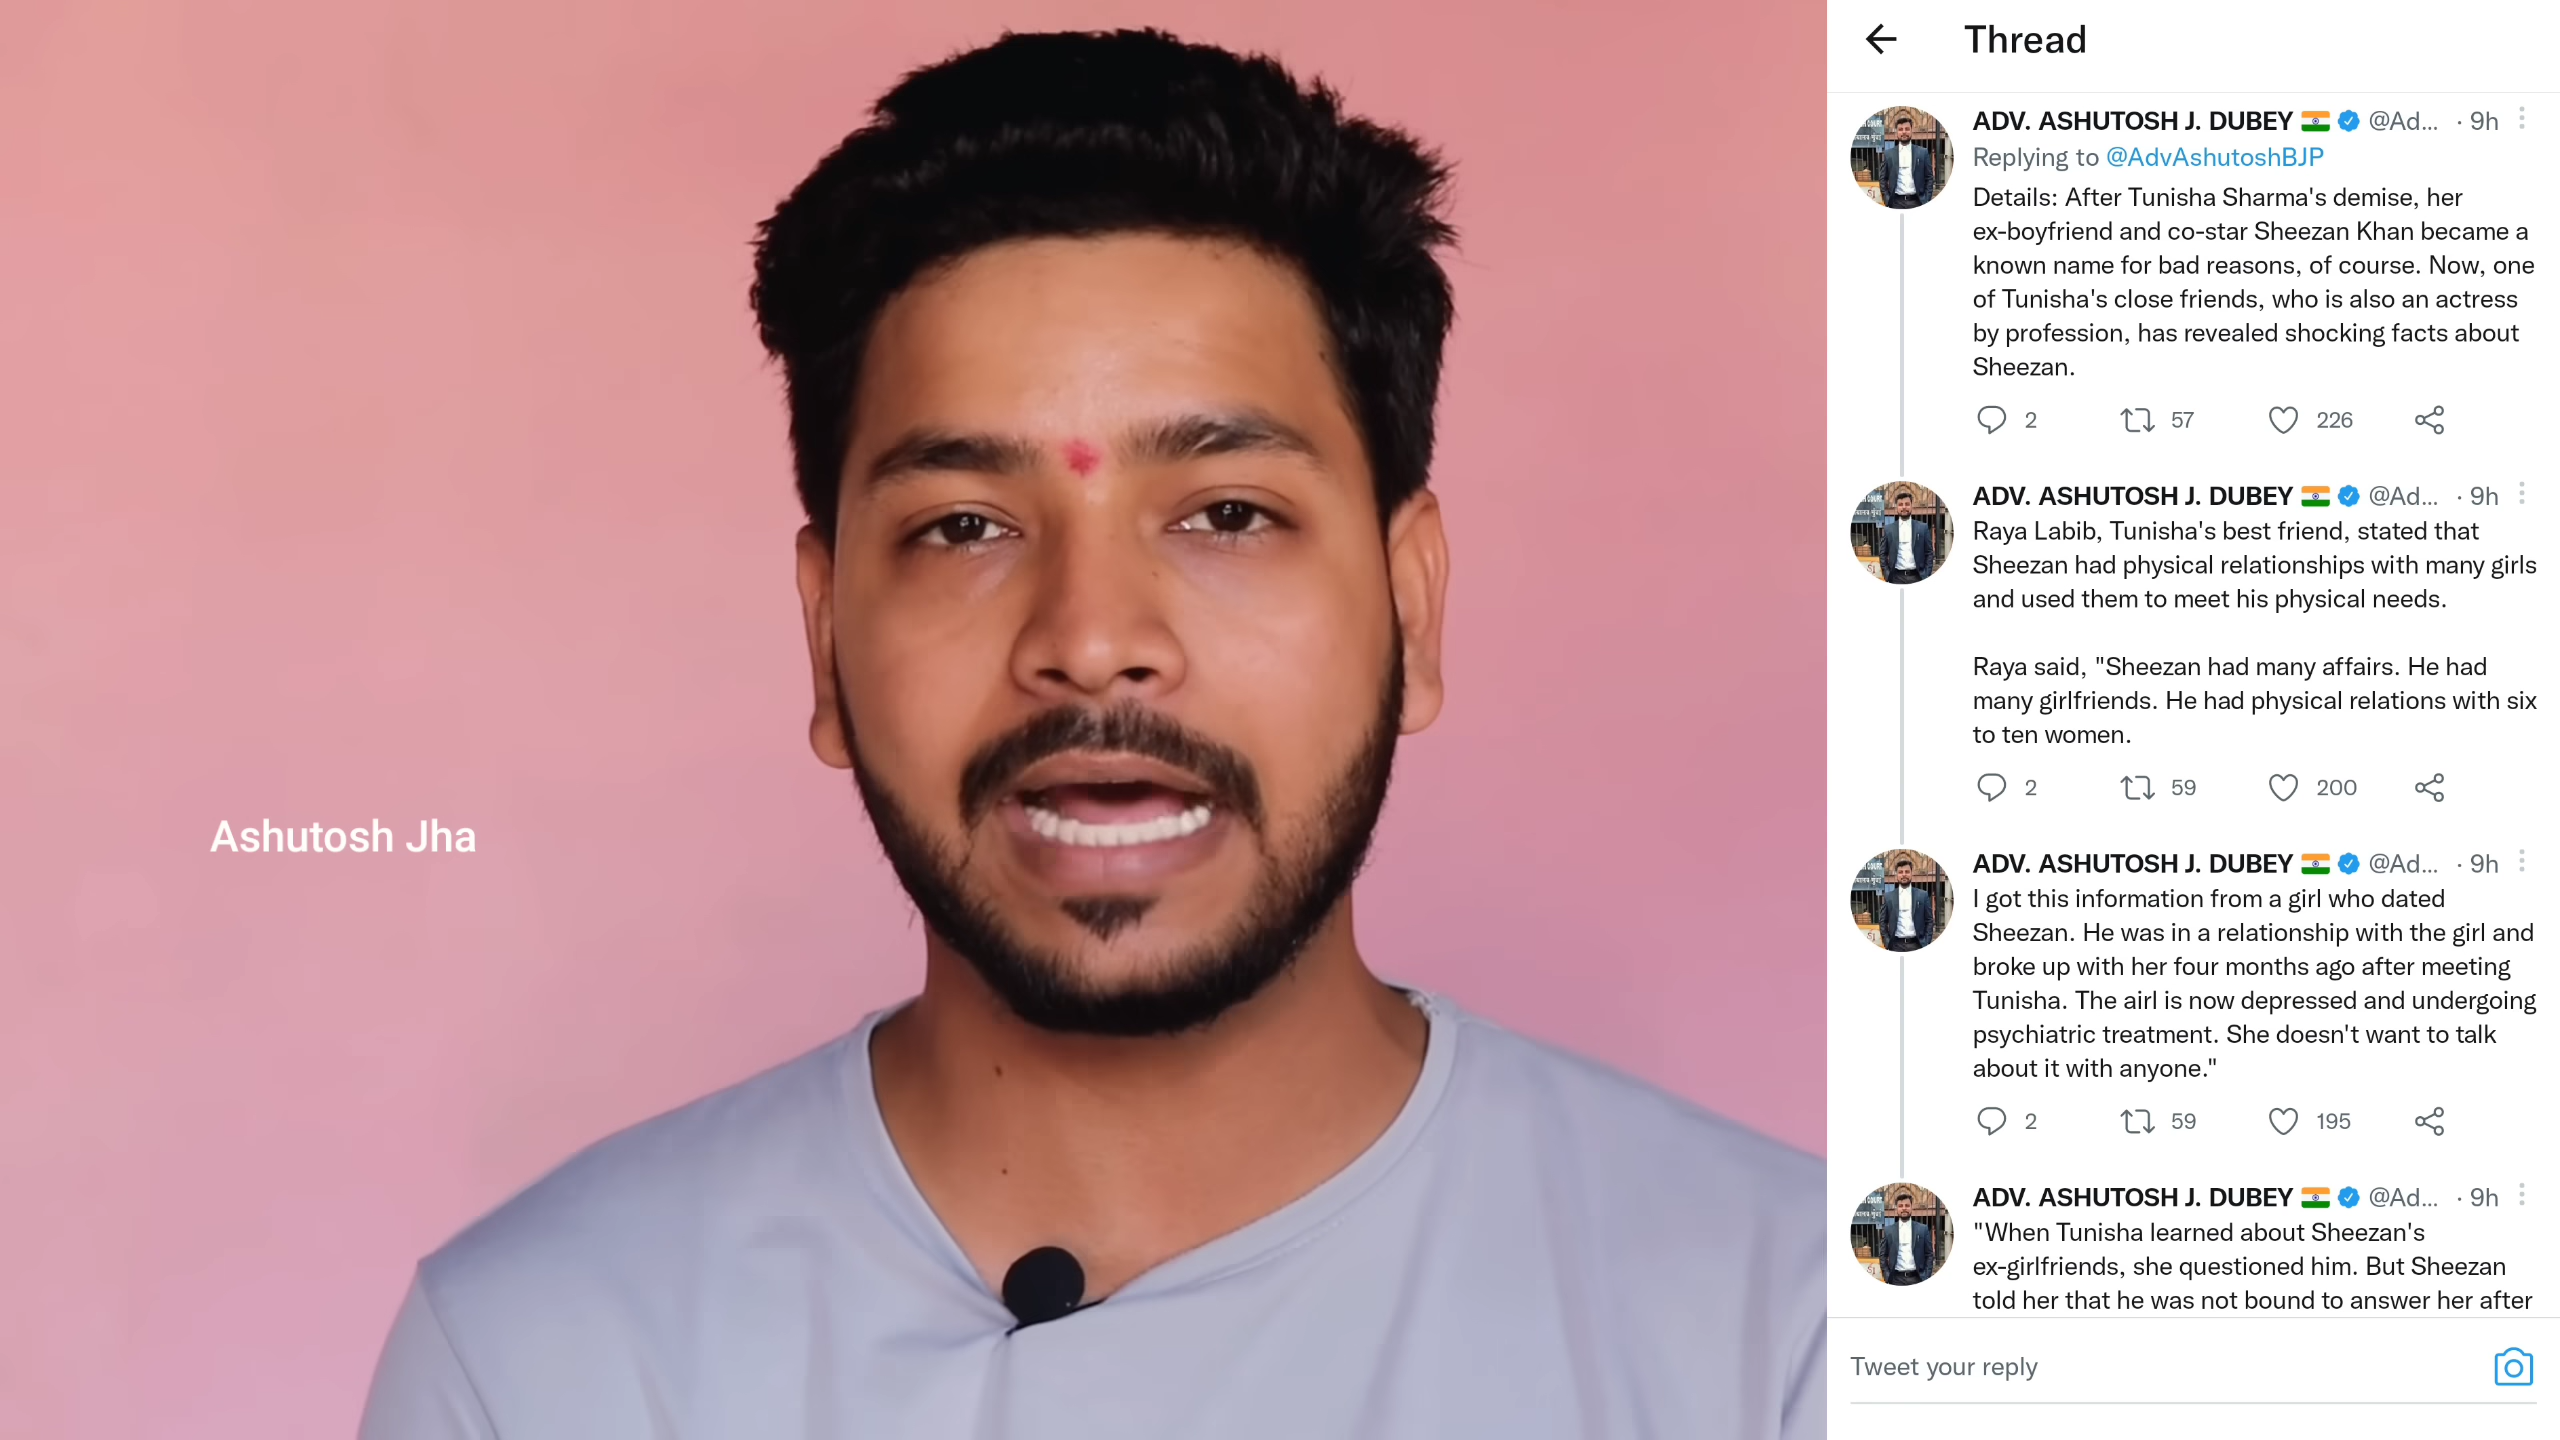 Ashutosh Jha
Thread
ADV. ASHUTOSH J. DUBEY @Ad... · 9h
Replying to @AdvAshutoshBJP
Details: After Tunisha Sharma's demise, her
ex-boyfriend and co-star Sheezan Khan became a
known name for bad reasons, of course. Now, one
of Tunisha's close friends, who is also an actress
by profession, has revealed shocking facts about
Sheezan.
2 57 226
ADV. ASHUTOSH J. DUBEY @Ad... · 9h
Raya Labib, Tunisha's best friend, stated that
Sheezan had physical relationships with many girls
and used them to meet his physical needs.
Raya said, "Sheezan had many affairs. He had
many girlfriends. He had physical relations with six
to ten women.
2 59 200
ADV. ASHUTOSH J. DUBEY @Ad... · 9h
I got this information from a girl who dated
Sheezan. He was in a relationship with the girl and
broke up with her four months ago after meeting
Tunisha. The airl is now depressed and undergoing
psychiatric treatment. She doesn't want to talk
about it with anyone."
2 59 195
ADV. ASHUTOSH J. DUBEY @Ad... · 9h
"When Tunisha learned about Sheezan's
ex-girlfriends, she questioned him. But Sheezan
told her that he was not bound to answer her after
Tweet your reply